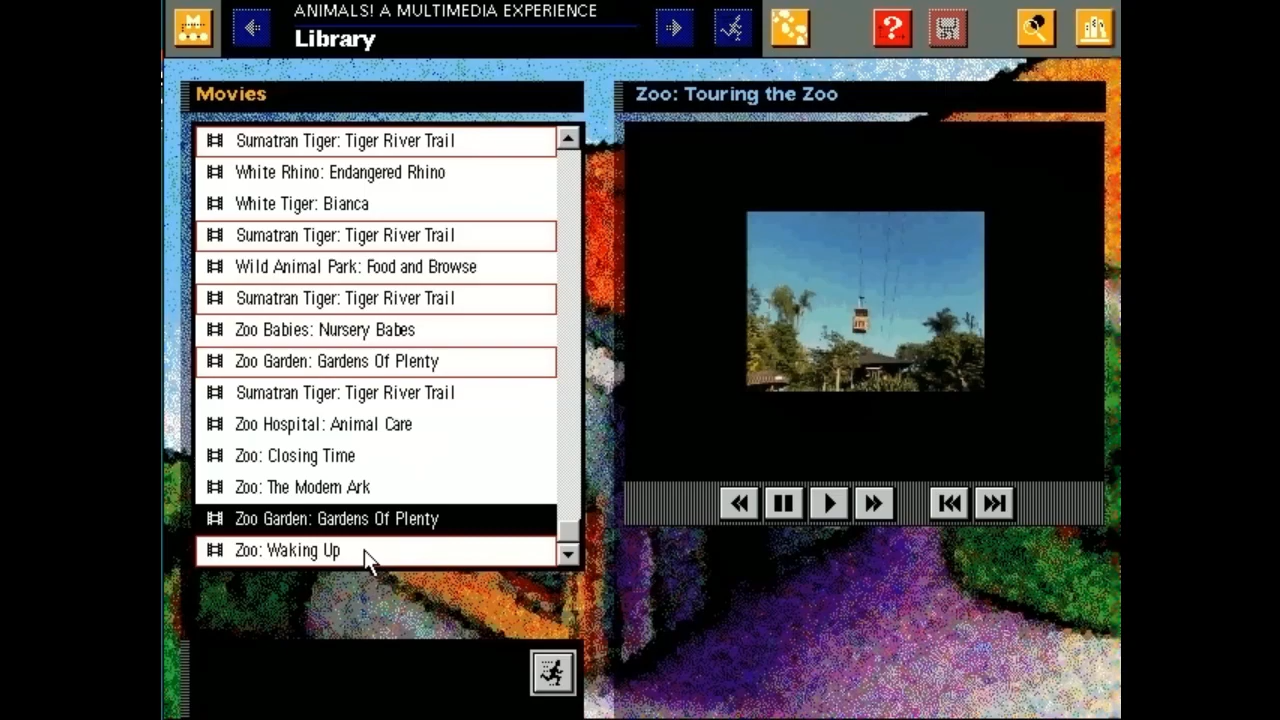 ANIMALS! A MULTIMEDIA EXPERIENCE
Library
Movies
Sumatran Tiger: Tiger River Trail
White Rhino: Endangered Rhino
White Tiger: Bianca
Sumatran Tiger: Tiger River Trail
Wild Animal Park: Food and Browse
Sumatran Tiger: Tiger River Trail
Zoo Babies: Nursery Babes
Zoo Garden: Gardens Of Plenty
Sumatran Tiger: Tiger River Trail
Zoo Hospital: Animal Care
Zoo: Closing Time
Zoo: The Modern Ark
Zoo Garden: Gardens Of Plenty
Zoo: Waking Up
Zoo: Touring the Zoo